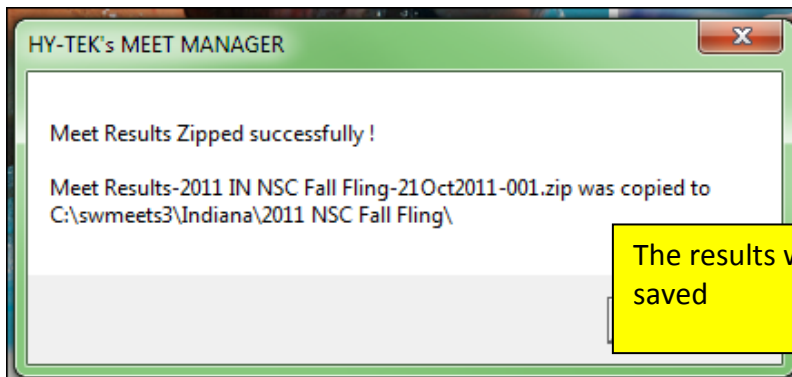 HY-TEK's MEET MANAGER
Meet Results Zipped successfully !
Meet Results-2011 IN NSC Fall Fling-21Oct2011-001.zip was copied to
C:\swmeets3\Indiana\2011 NSC Fall Fling\
The results
saved